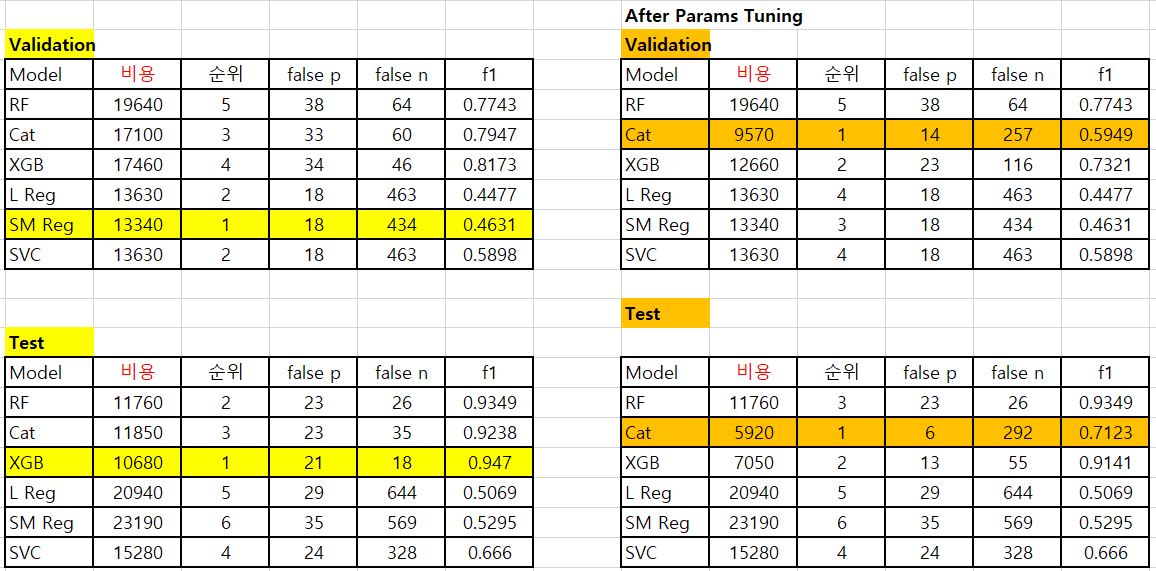 After Params Tuning
Validation Validation
Model 비용 순위 false p false n f1 Model 비용 순위 false p false n f1
RF 19640 5 38 64 0.7743 RF 19640 5 38 64 0.7743
Cat 17100 3 33 60 0.7947 Cat 9570 1 14 257 0.5949
XGB 17460 4 34 46 0.8173 XGB 12660 2 23 116 0.7321
L Reg 13630 2 18 463 0.4477 L Reg 13630 4 18 463 0.4477
SM Reg 13340 1 18 434 0.4631 SM Reg 13340 3 18 434 0.4631
SVC 13630 2 18 463 0.5898 SVC 13630 4 18 463 0.5898
Test
Test
Model 비용 순위 false p false n f1 Model 비용 순위 false p false n f1
RF 11760 2 23 26 0.9349 RF 11760 3 23 26 0.9349
Cat 11850 3 23 35 0.9238 Cat 5920 1 6 292 0.7123
XGB 10680 1 21 18 0.947 XGB 7050 2 13 55 0.9141
L Reg 20940 5 29 644 0.5069 L Reg 20940 5 29 644 0.5069
SM Reg 23190 6 35 569 0.5295 SM Reg 23190 6 35 569 0.5295
SVC 15280 4 24 328 0.666 SVC 15280 4 24 328 0.666